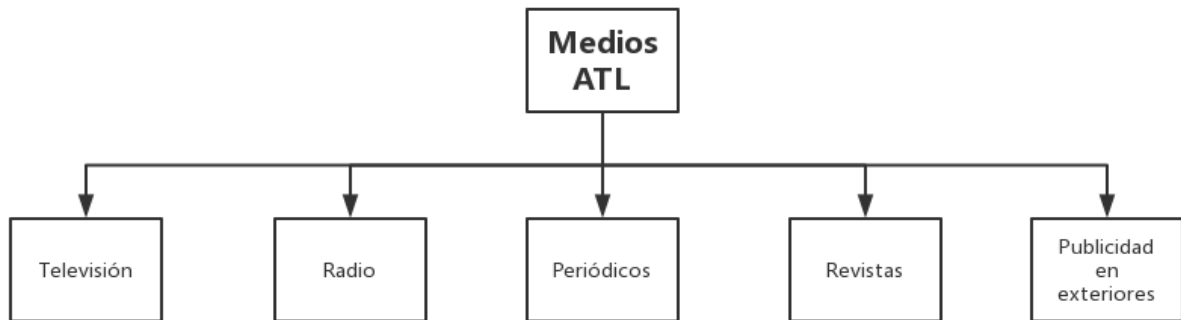 Medios
ATL
Televisión
Radio
Periódicos
Revistas
Publicidad
en
exteriores